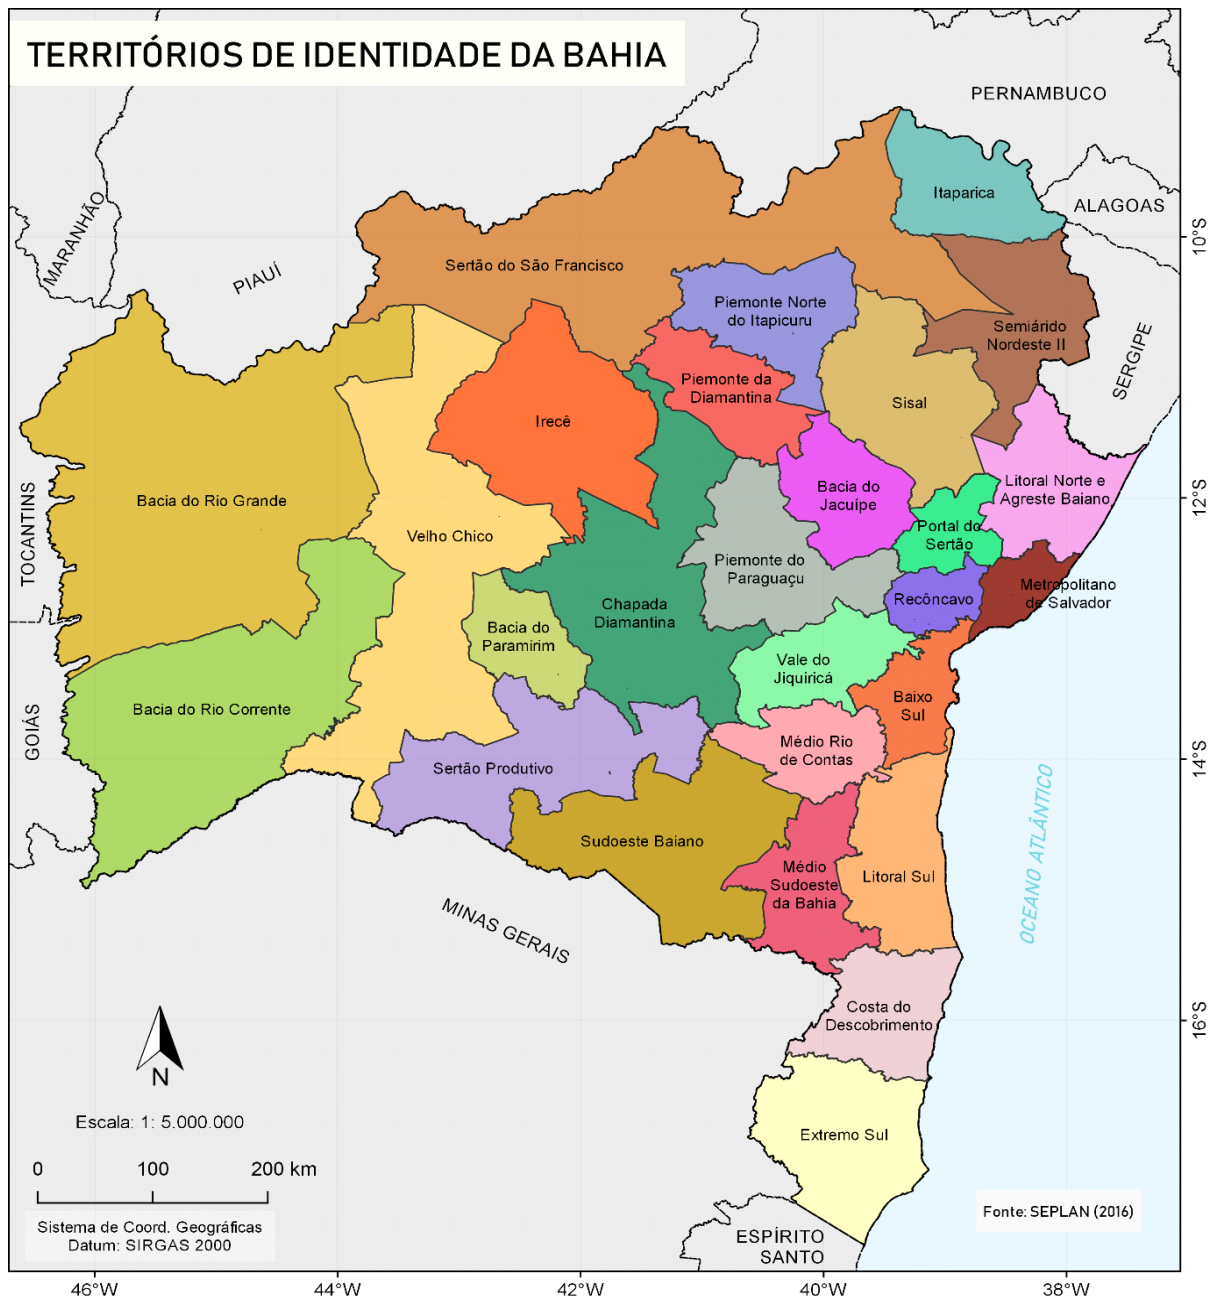 TERRITÓRIOS DE IDENTIDADE DA BAHIA
PERNAMBUCO
Itaparica
ALAGOAS
MARANHÃO
PIAUÍ
10°S
Sertão do São Francisco
Piemonte Norte
do Itapicuru
Semiárido
Nordeste II
SERGIPE
Piemonte da
Diamantina
Sisal
Irecê
Bacia do Rio Grande
Bacia do
Jacuípe
Litoral Norte e
Agreste Baiano
12°S
TOCANTINS
Velho Chico
Portal do
Sertão
Piemonte do
Paraguaçu
Metropolitano
de Salvador
Recôncavo
Chapada
Diamantina
Bacia do
Paramirim
Vale do
Jiquiricá
Bacia do Rio Corrente
Baixo
Sul
GOIÁS
Médio Rio
de Contas
14°S
Sertão Produtivo
OCEANO ATLÂNTICO
Sudoeste Baiano
Médio
Sudoeste
da Bahia
Litoral Sul
MINAS GERAIS
Costa do
Descobrimento
16°S
N
Escala: 1: 5.000.000
Extremo Sul
0 100 200 km
Fonte: SEPLAN (2016)
Sistema de Coord. Geográficas
Datum: SIRGAS 2000
ESPÍRITO
SANTO
46°W 44°W 42°W 40°W 38°W